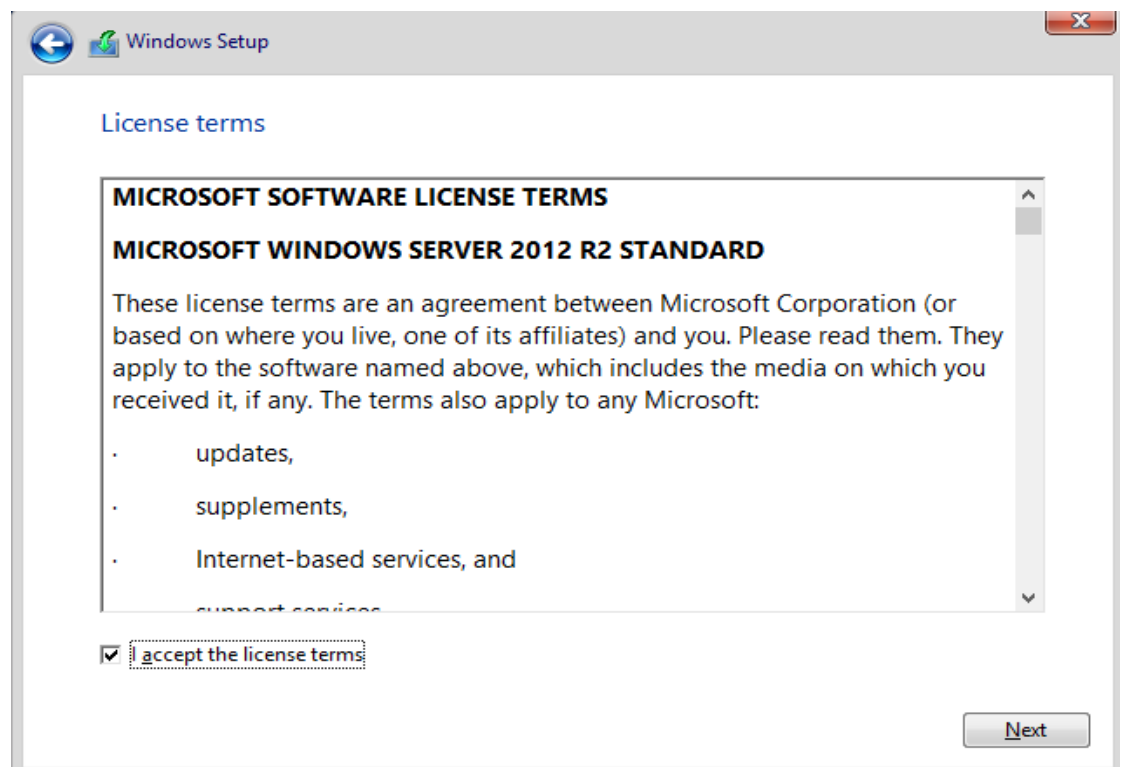 Windows Setup
License terms
MICROSOFT SOFTWARE LICENSE TERMS
MICROSOFT WINDOWS SERVER 2012 R2 STANDARD
These license terms are an agreement between Microsoft Corporation (or
based on where you live, one of its affiliates) and you. Please read them. They
apply to the software named above, which includes the media on which you
received it, if any. The terms also apply to any Microsoft:
· updates,
· supplements,
· Internet-based services, and
support services
I accept the license terms
Next